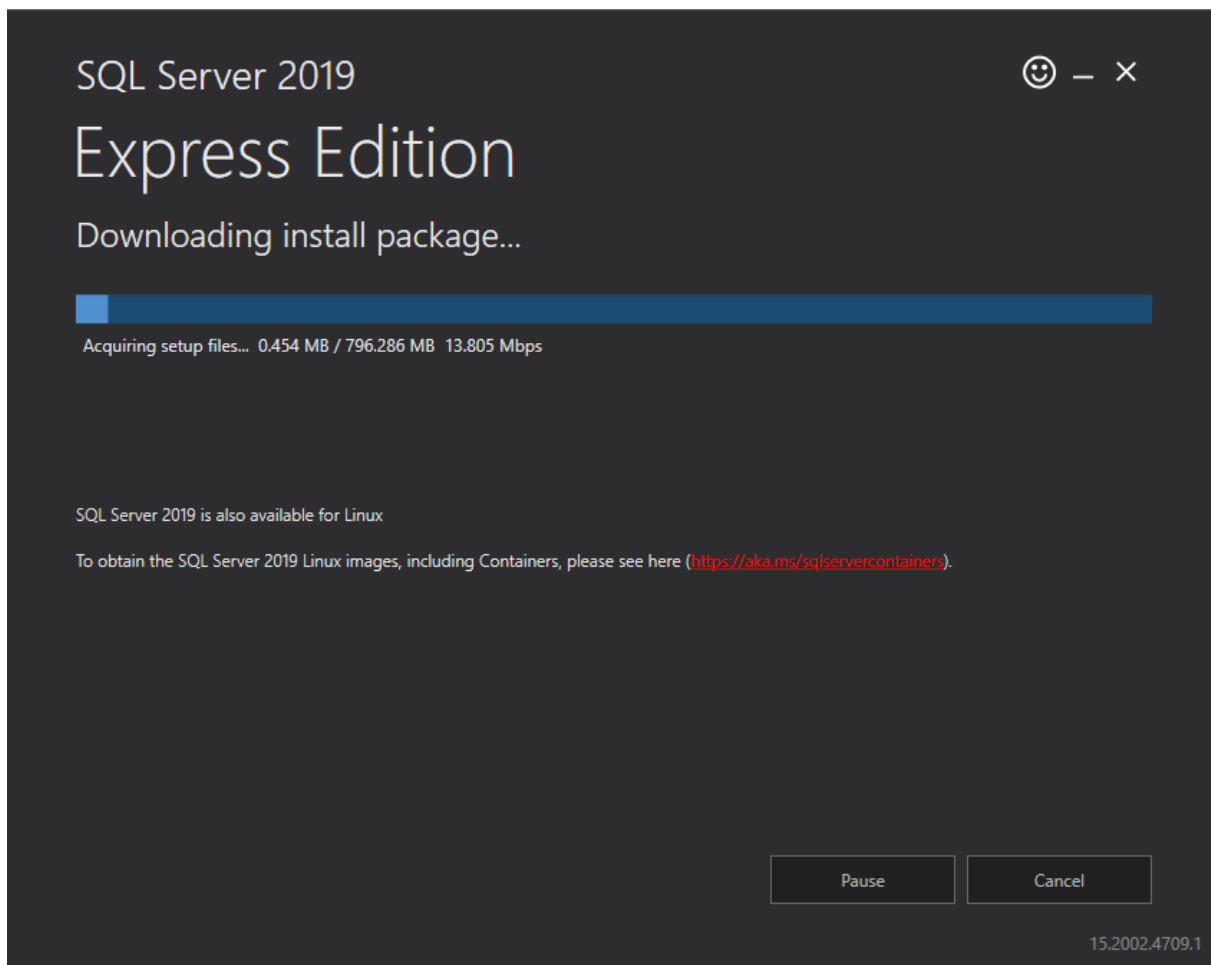 SQL Server 2019
Express Edition
Downloading install package...
Acquiring setup files... 0.454 MB / 796.286 MB 13.805 Mbps
SQL Server 2019 is also available for Linux
To obtain the SQL Server 2019 Linux images, including Containers, please see here (https://aka.ms/sqlservercontainers).
Pause Cancel
15.2002.4709.1